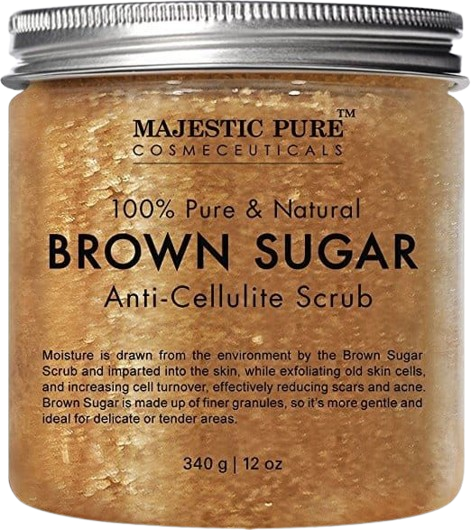 MAJESTIC PURE™
COSMECEUTICALS
100% Pure & Natural
BROWN SUGAR
Anti-Cellulite Scrub
Moisture is drawn from the environment by the Brown Sugar
Scrub and imparted into the skin, while exfoliating old skin cells,
and increasing cell turnover, effectively reducing scars and acne.
Brown Sugar is made up of finer granules, so it's more gentle and
ideal for delicate or tender areas.
340 g | 12 oz